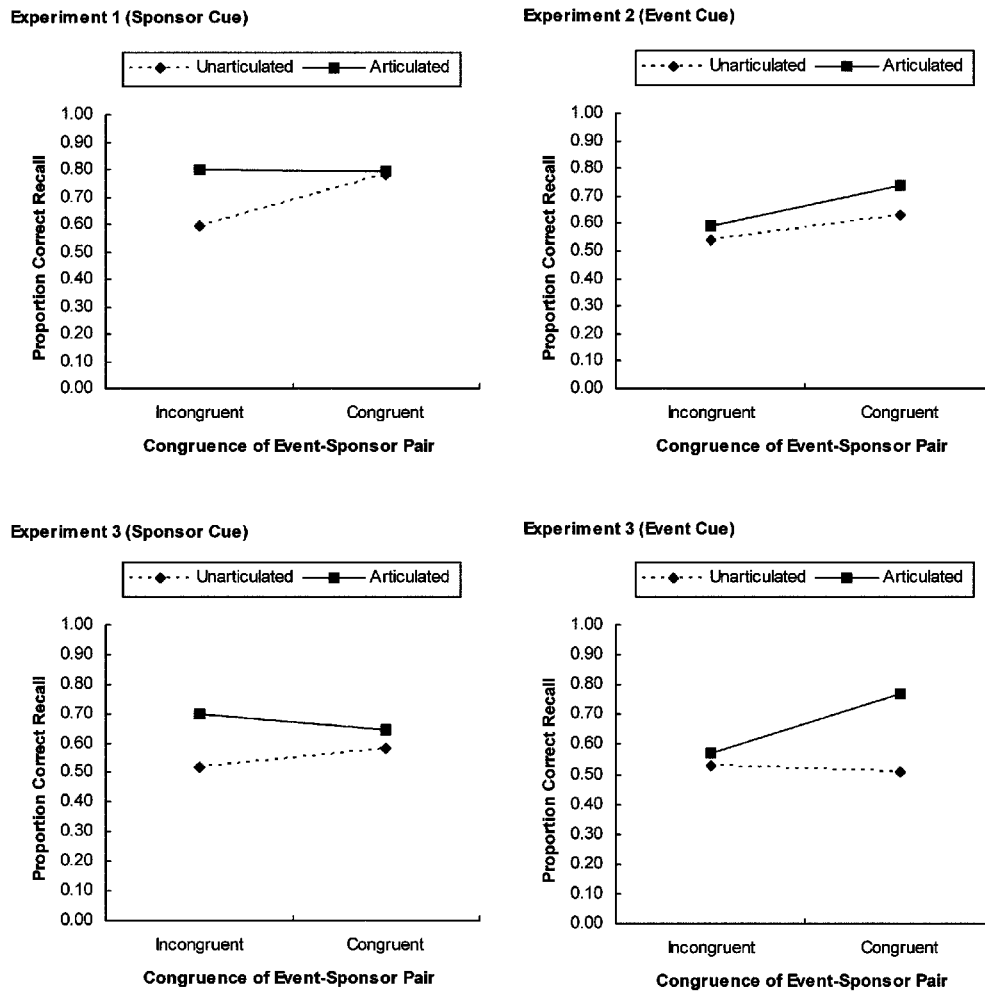 Experiment 1 (Sponsor Cue)
Unarticulated Articulated
1.00
0.90
0.80
0.70
0.60
0.50
0.40
0.30
0.20
0.10
0.00
Proportion Correct Recall
Incongruent Congruent
Congruence of Event-Sponsor Pair
Experiment 2 (Event Cue)
Unarticulated Articulated
1.00
0.90
0.80
0.70
0.60
0.50
0.40
0.30
0.20
0.10
0.00
Proportion Correct Recall
Incongruent Congruent
Congruence of Event-Sponsor Pair
Experiment 3 (Sponsor Cue)
Unarticulated Articulated
1.00
0.90
0.80
0.70
0.60
0.50
0.40
0.30
0.20
0.10
0.00
Proportion Correct Recall
Incongruent Congruent
Congruence of Event-Sponsor Pair
Experiment 3 (Event Cue)
Unarticulated Articulated
1.00
0.90
0.80
0.70
0.60
0.50
0.40
0.30
0.20
0.10
0.00
Proportion Correct Recall
Incongruent Congruent
Congruence of Event-Sponsor Pair